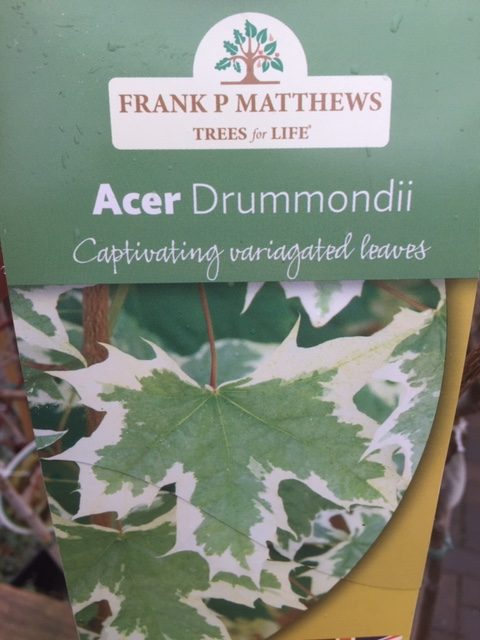 FRANK P MATTHEWS
TREES for LIFE®
Acer Drummondii
Captivating variagated leaves